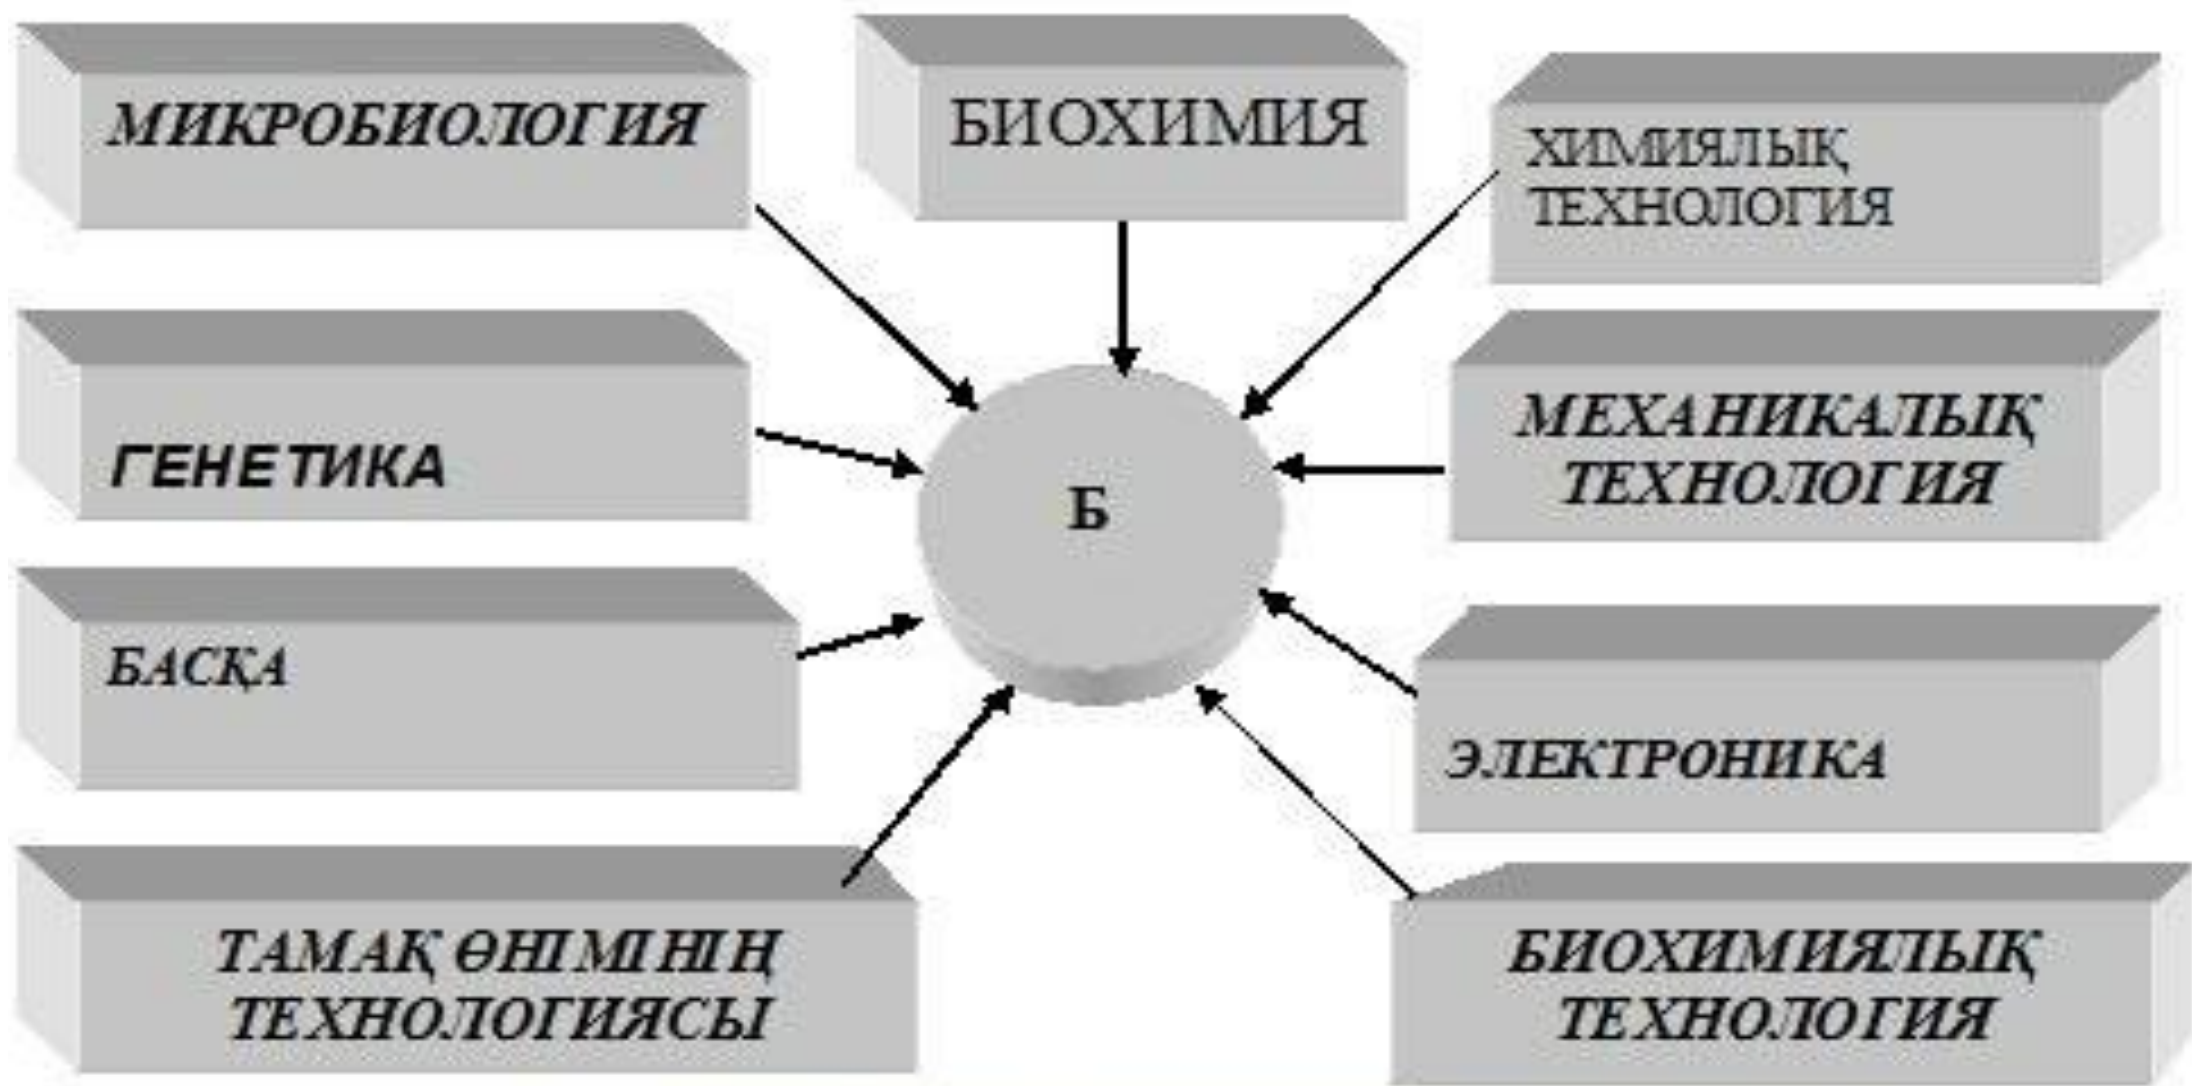 МИКРОБИОЛОГИЯ
БИОХИМИЯ
ХИМИЯЛЫҚ
ТЕХНОЛОГИЯ
ГЕНЕТИКА
Б
МЕХАНИКАЛЫҚ
ТЕХНОЛОГИЯ
БАСҚА
ЭЛЕКТРОНИКА
ТАМАҚ ӨНІМІНІҢ
ТЕХНОЛОГИЯСЫ
БИОХИМИЯЛЫҚ
ТЕХНОЛОГИЯ